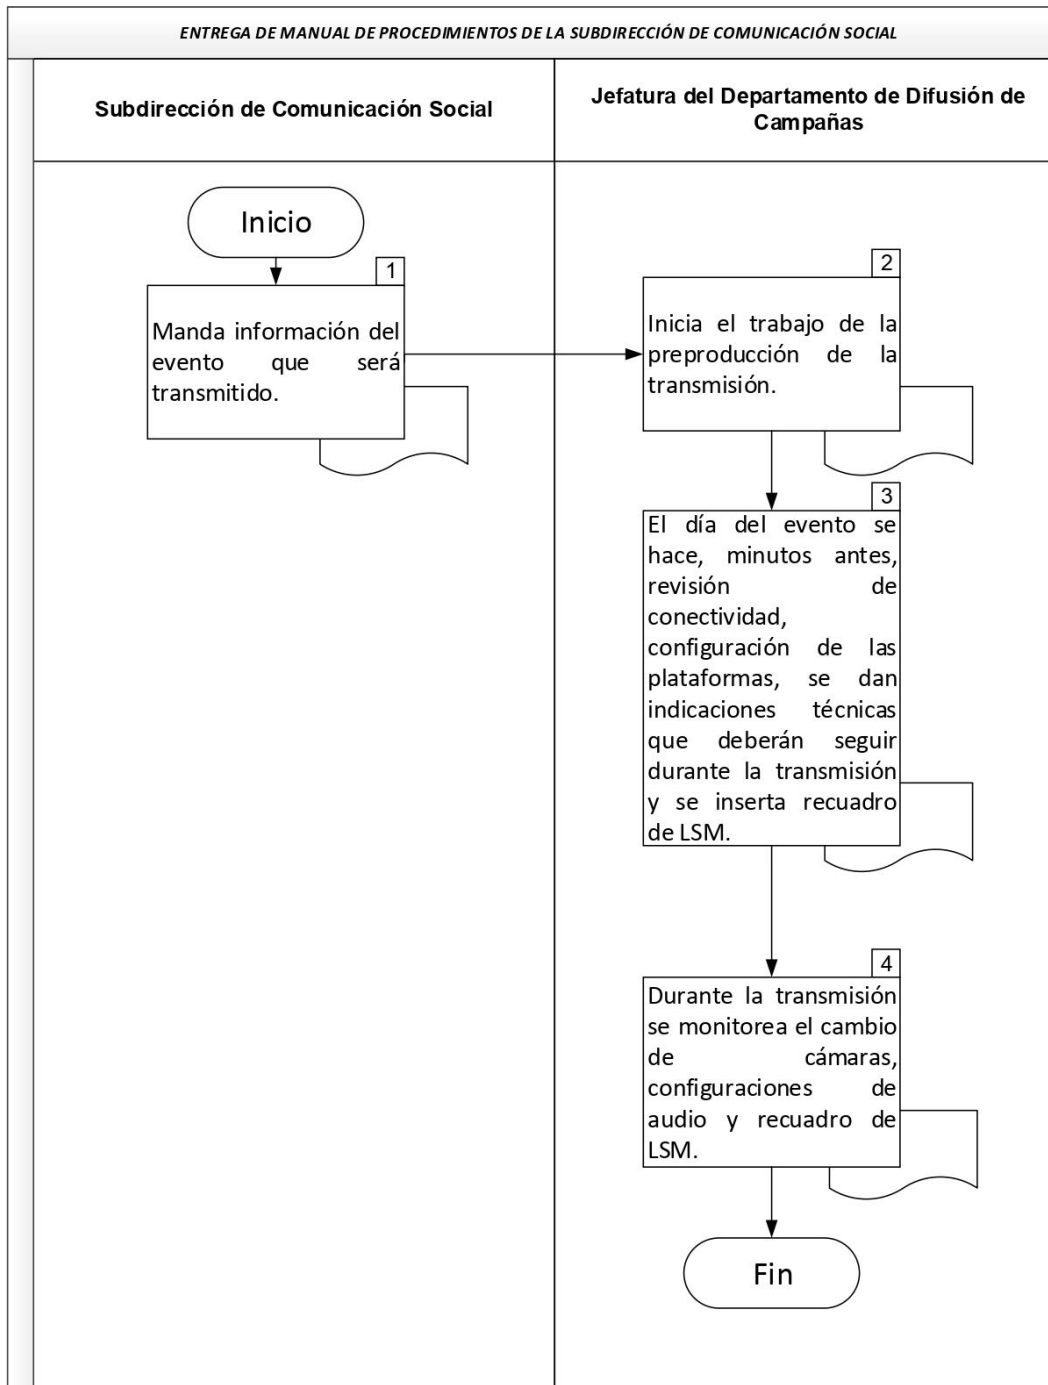 ENTREGA DE MANUAL DE PROCEDIMIENTOS DE LA SUBDIRECCIÓN DE COMUNICACIÓN SOCIAL
Subdirección de Comunicación Social
Jefatura del Departamento de Difusión de
Campañas
Inicio
1
Manda información del
evento que será
transmitido.
2
Inicia el trabajo de la
preproducción de la
transmisión.
3
El día del evento se
hace, minutos antes,
revisión de
conectividad,
configuración de las
plataformas, se dan
indicaciones técnicas
que deberán seguir
durante la transmisión
y se inserta recuadro
de LSM.
4
Durante la transmisión
se monitorea el cambio
de cámaras,
configuraciones de
audio y recuadro de
LSM.
Fin